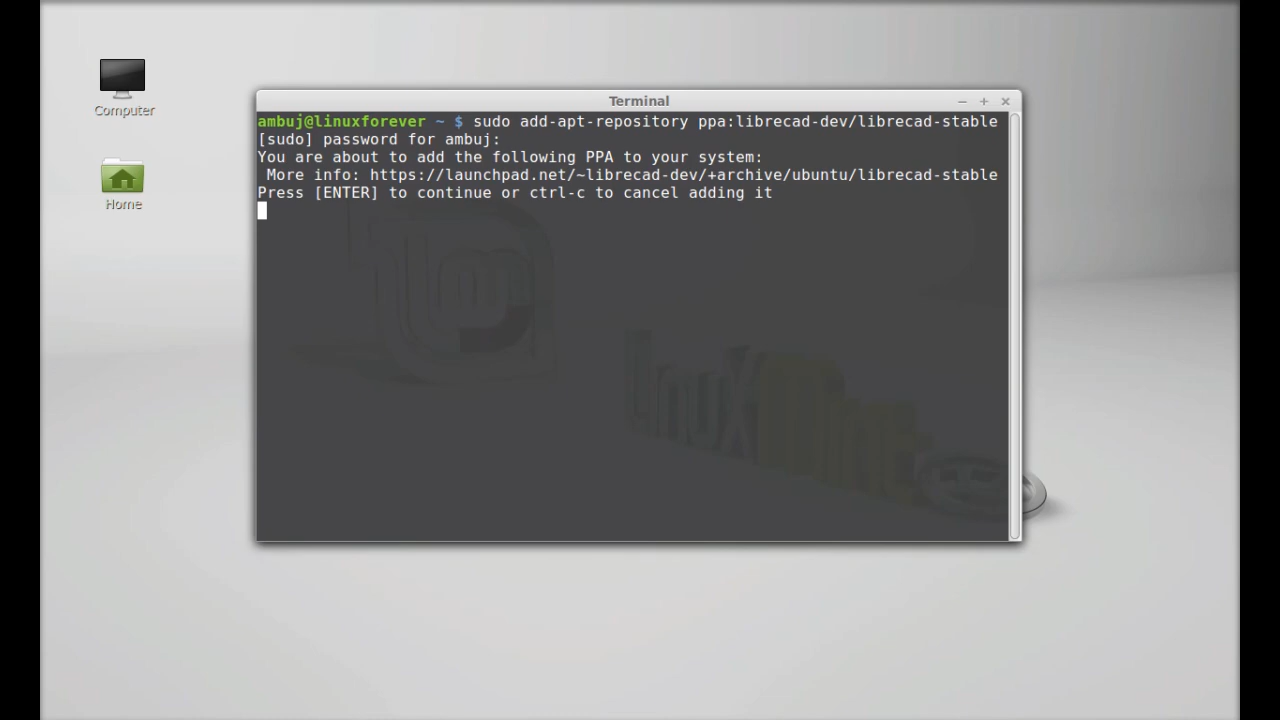 Computer
Home
Terminal
ambuj@linuxforever ~ $ sudo add-apt-repository ppa:librecad-dev/librecad-stable
[sudo] password for ambuj:
You are about to add the following PPA to your system:
 More info: https://launchpad.net/~librecad-dev/+archive/ubuntu/librecad-stable
Press [ENTER] to continue or ctrl-c to cancel adding it